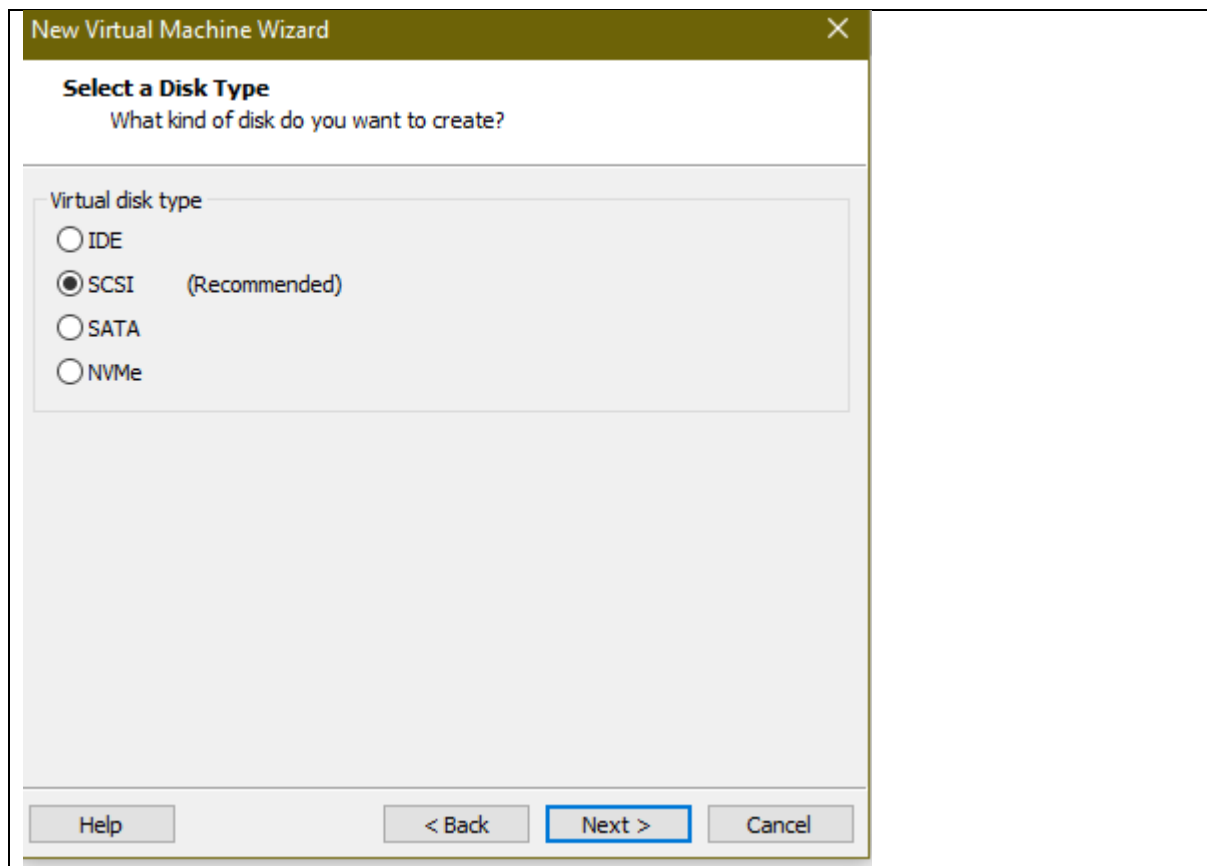 New Virtual Machine Wizard
Select a Disk Type
What kind of disk do you want to create?
Virtual disk type
IDE
SCSI (Recommended)
SATA
NVMe
Help < Back Next > Cancel